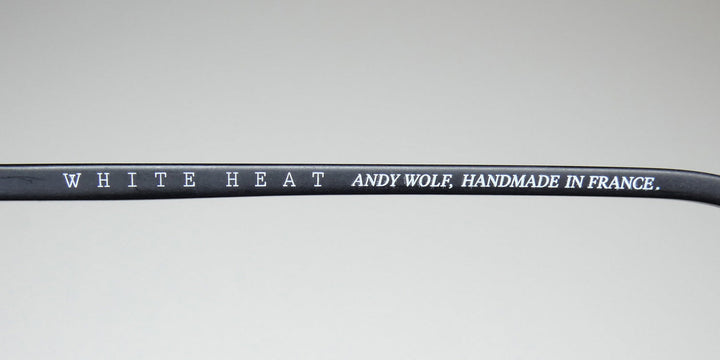 WHITE HEAT ANDY WOLF, HANDMADE IN FRANCE.